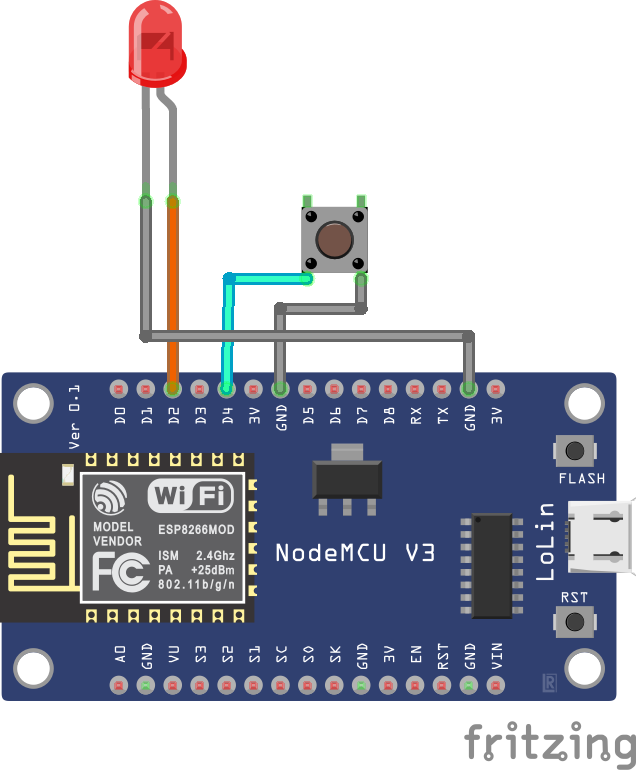 Ver 0.1
D0 D1 D2 D3 D4 3V GND D5 D6 D7 D8 RX TX GND 3V
FLASH
WiFi
MODEL
VENDOR
ESP8266MOD
FC
ISM 2.4Ghz
PA +25dBm
802.11b/g/n
NodeMCU V3
LoLin
RST
A0 GND VU S3 S2 S1 SC S0 SK GND 3V EN RST GND VIN
R
fritzing